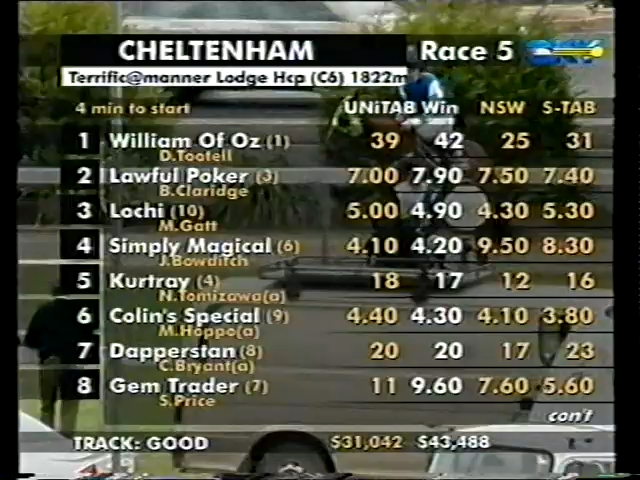 CHELTENHAM Race 5 SKY
Terrific@manner Lodge Hcp (C6) 1822m
4 min to start UNiTAB Win NSW S-TAB
1 William Of Oz (1) 39 42 25 31
D.Tootell
2 Lawful Poker (3) 7.00 7.90 7.50 7.40
B.Claridge
3 Lochi (10) 5.00 4.90 4.30 5.30
M.Gatt
4 Simply Magical (6) 4.10 4.20 9.50 8.30
J.Bowditch
5 Kurtray (4) 18 17 12 16
N.Tomizawa(a)
6 Colin's Special (9) 4.40 4.30 4.10 3.80
M.Hoppo(a)
7 Dapperstan (8) 20 20 17 23
C.Bryant(a)
8 Gem Trader (7) 11 9.60 7.60 5.60
S.Price
con't
TRACK: GOOD $31,042 $43,488